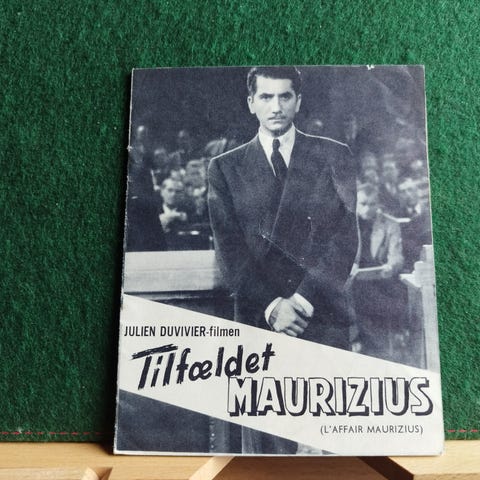 JULIEN DUVIVIER-filmen
Tilfældet
MAURIZIUS
(L'AFFAIR MAURIZIUS)